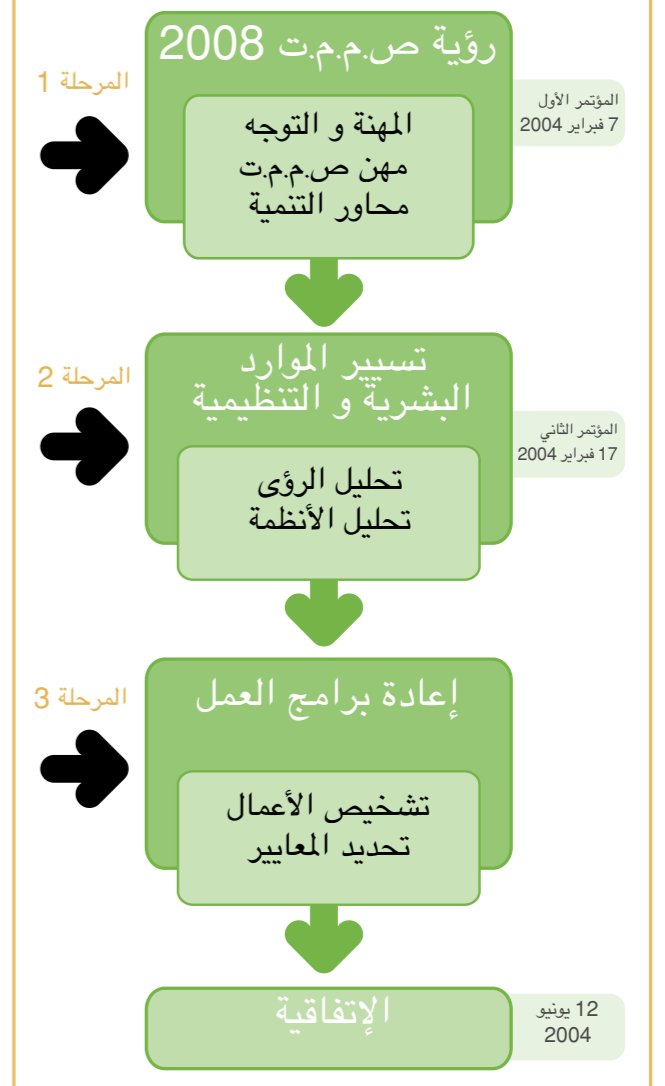 رؤية ص.م.م.ت 2008
المرحلة 1
المؤتمر الأول
7 فبراير 2004
المهنة و التوجه
مهن ص.م.م.ت
محاور التنمية
تسيير الموارد
البشرية و التنظيمية
المرحلة 2
المؤتمر الثاني
17 فبراير 2004
تحليل الرؤى
تحليل الأنظمة
إعادة برامج العمل
المرحلة 3
تشخيص الأعمال
تحديد المعايير
الإتفاقية
12 يونيو
2004